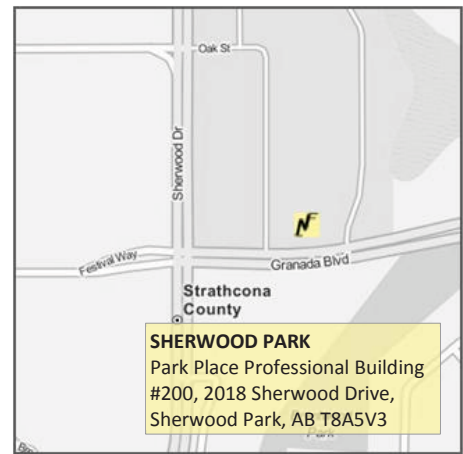 Oak St
Sherwood Dr
Festival Way
Granada Blvd
Strathcona
County
SHERWOOD PARK
Park Place Professional Building
#200, 2018 Sherwood Drive,
Sherwood Park, AB T8A5V3
Park